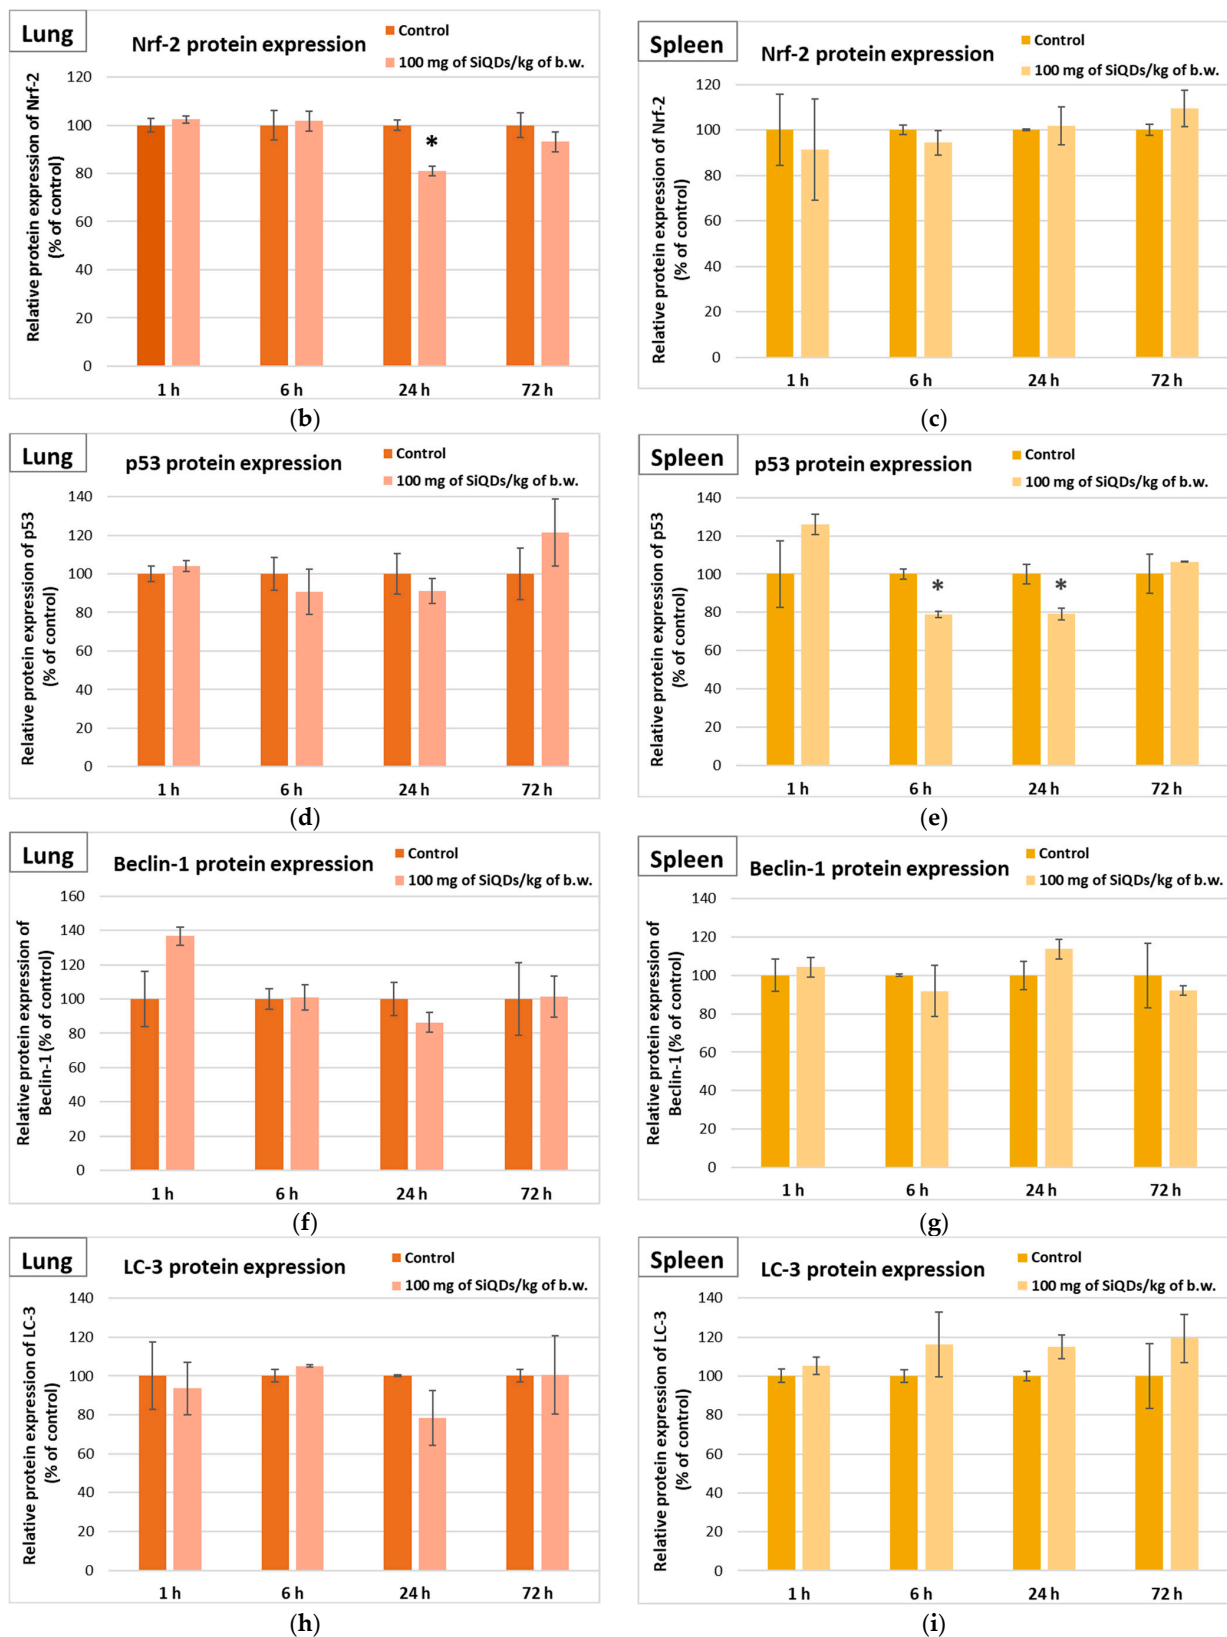 Lung
Nrf-2 protein expression
Control
100 mg of SiQDs/kg of b.w.
Relative protein expression of Nrf-2
(% of control)
120
100
80
60
40
20
0
*
1 h 6 h 24 h 72 h
(b)
Spleen
Nrf-2 protein expression
Control
100 mg of SiQDs/kg of b.w.
Relative protein expression of Nrf-2
(% of control)
120
100
80
60
40
20
0
1 h 6 h 24 h 72 h
(c)
Lung
p53 protein expression
Control
100 mg of SiQDs/kg of b.w.
Relative protein expression of p53
(% of control)
140
120
100
80
60
40
20
0
1 h 6 h 24 h 72 h
(d)
Spleen
p53 protein expression
Control
100 mg of SiQDs/kg of b.w.
Relative protein expression of p53
(% of control)
140
120
100
80
60
40
20
0
* *
1 h 6 h 24 h 72 h
(e)
Lung
Beclin-1 protein expression
Control
100 mg of SiQDs/kg of b.w.
Relative protein expression of
Beclin-1 (% of control)
160
140
120
100
80
60
40
20
0
1 h 6 h 24 h 72 h
(f)
Spleen
Beclin-1 protein expression
Control
100 mg of SiQDs/kg of b.w.
Relative protein expression of
Beclin-1 (% of control)
140
120
100
80
60
40
20
0
1 h 6 h 24 h 72 h
(g)
Lung
LC-3 protein expression
Control
100 mg of SiQDs/kg of b.w.
Relative protein expression of LC-3
(% of control)
140
120
100
80
60
40
20
0
1 h 6 h 24 h 72 h
(h)
Spleen
LC-3 protein expression
Control
100 mg of SiQDs/kg of b.w.
Relative protein expression of LC-3
(% of control)
140
120
100
80
60
40
20
0
1 h 6 h 24 h 72 h
(i)